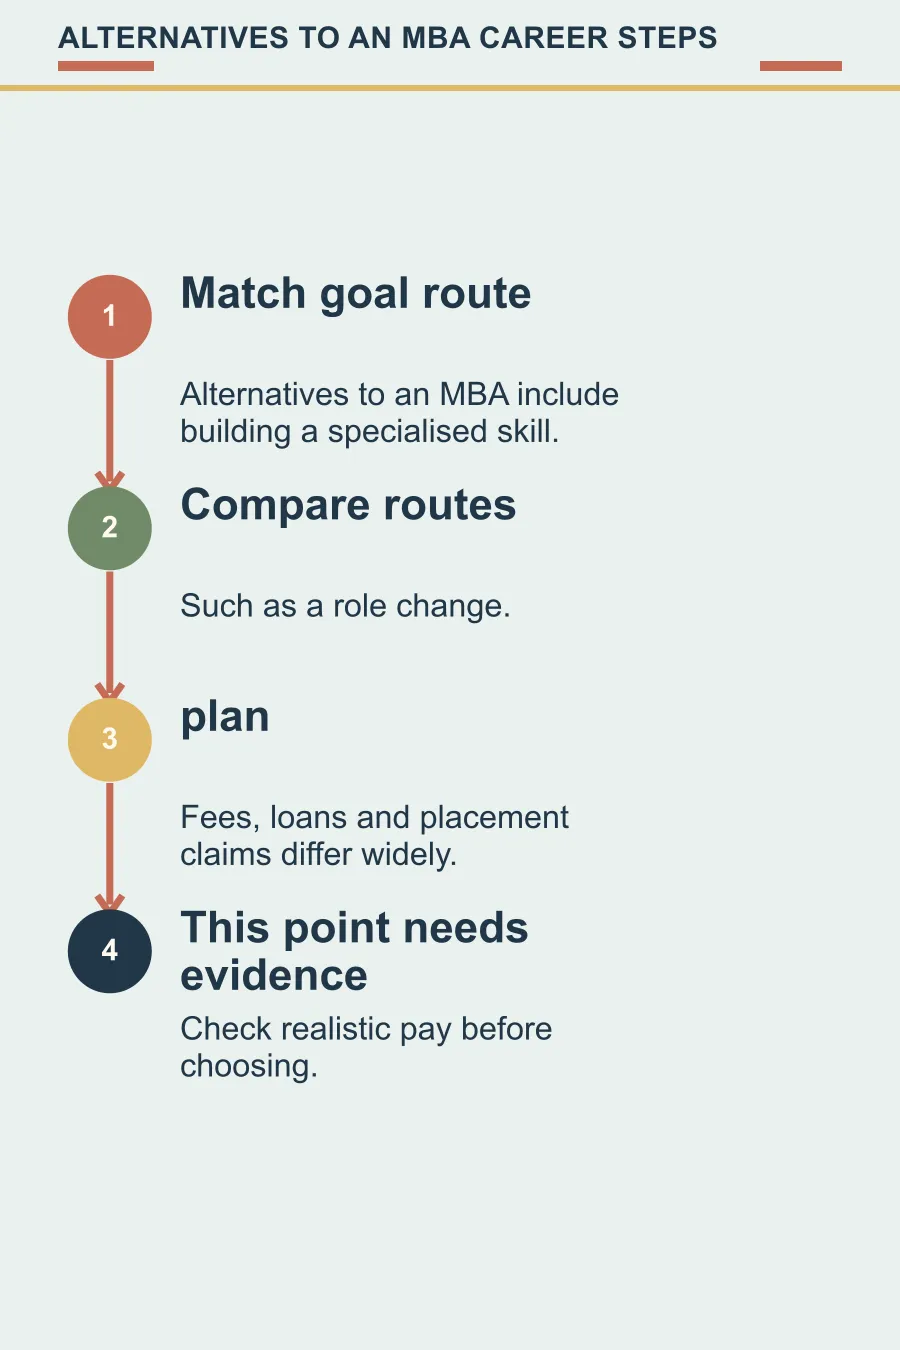 ALTERNATIVES TO AN MBA CAREER STEPS
1
Match goal route
Alternatives to an MBA include
building a specialised skill.
2
Compare routes
Such as a role change.
3
plan
Fees, loans and placement
claims differ widely.
4
This point needs
evidence
Check realistic pay before
choosing.